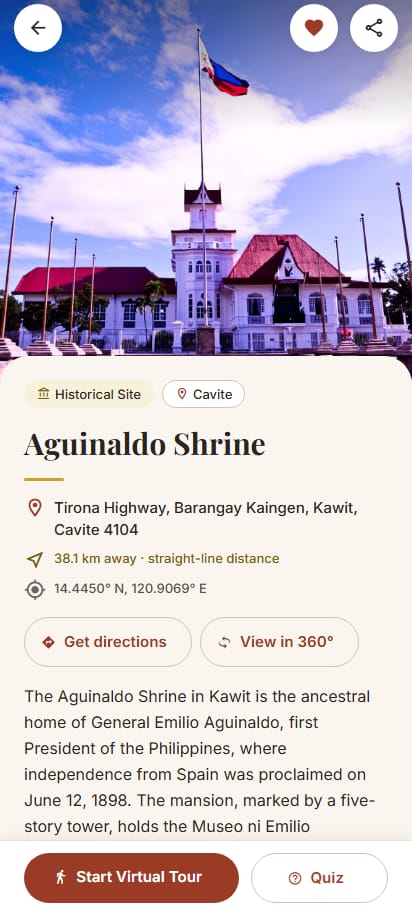 Historical Site
Cavite
Aguinaldo Shrine
Tirona Highway, Barangay Kaingen, Kawit,
Cavite 4104
38.1 km away · straight-line distance
14.4450° N, 120.9069° E
Get directions
View in 360°
The Aguinaldo Shrine in Kawit is the ancestral
home of General Emilio Aguinaldo, first
President of the Philippines, where
independence from Spain was proclaimed on
June 12, 1898. The mansion, marked by a five-
story tower, holds the Museo ni Emilio
Start Virtual Tour
Quiz